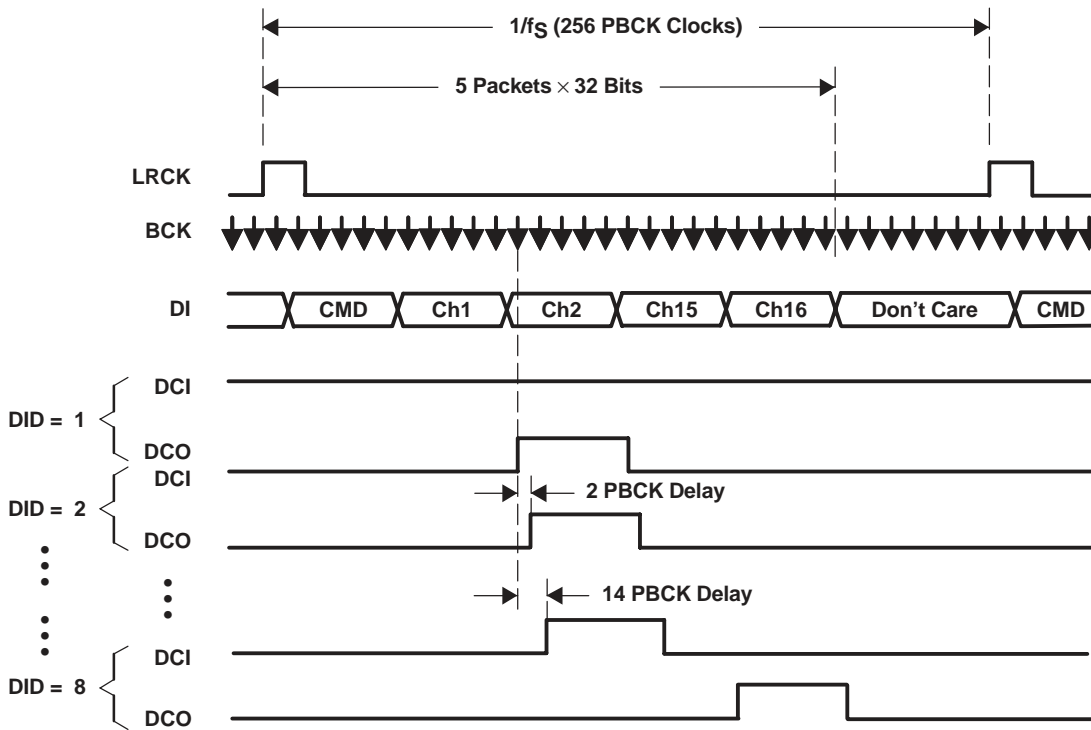 1/fS (256 PBCK Clocks)
5 Packets × 32 Bits
LRCK
BCK
DI
CMD
Ch1
Ch2
Ch15
Ch16
Don't Care
CMD
DID = 1
DCI
DCO
DID = 2
DCI
2 PBCK Delay
DCO
14 PBCK Delay
DID = 8
DCI
DCO